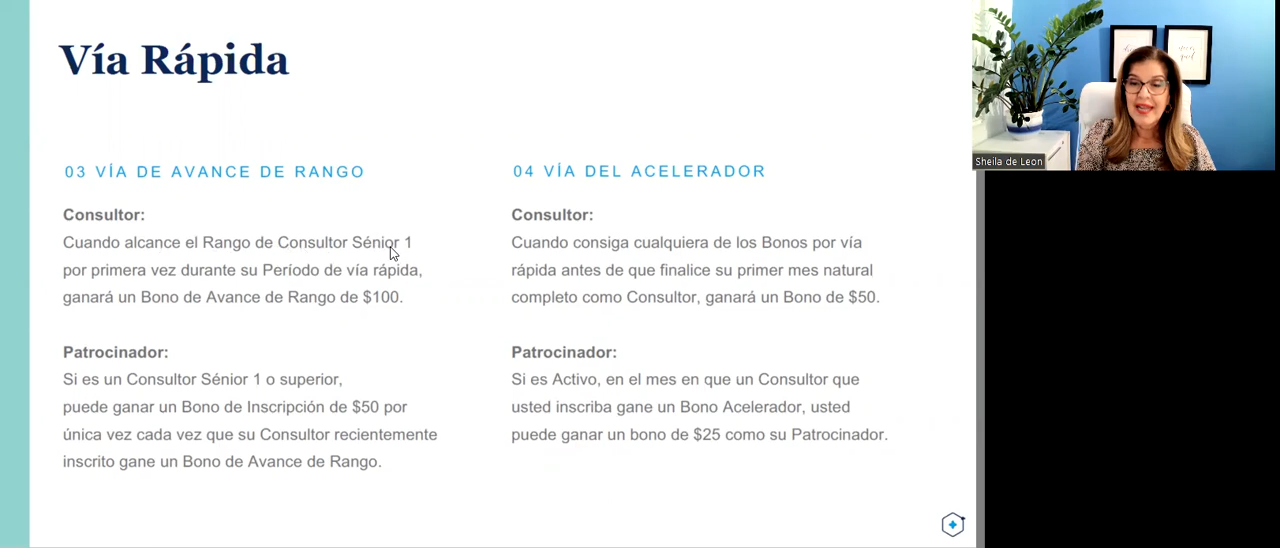 Vía Rápida
03 VÍA DE AVANCE DE RANGO
Consultor:
Cuando alcance el Rango de Consultor Sénior 1
por primera vez durante su Período de vía rápida,
ganará un Bono de Avance de Rango de $100.
Patrocinador:
Si es un Consultor Sénior 1 o superior,
puede ganar un Bono de Inscripción de $50 por
única vez cada vez que su Consultor recientemente
inscrito gane un Bono de Avance de Rango.
04 VÍA DEL ACELERADOR
Consultor:
Cuando consiga cualquiera de los Bonos por vía
rápida antes de que finalice su primer mes natural
completo como Consultor, ganará un Bono de $50.
Patrocinador:
Si es Activo, en el mes en que un Consultor que
usted inscriba gane un Bono Acelerador, usted
puede ganar un bono de $25 como su Patrocinador.
Sheila de Leon